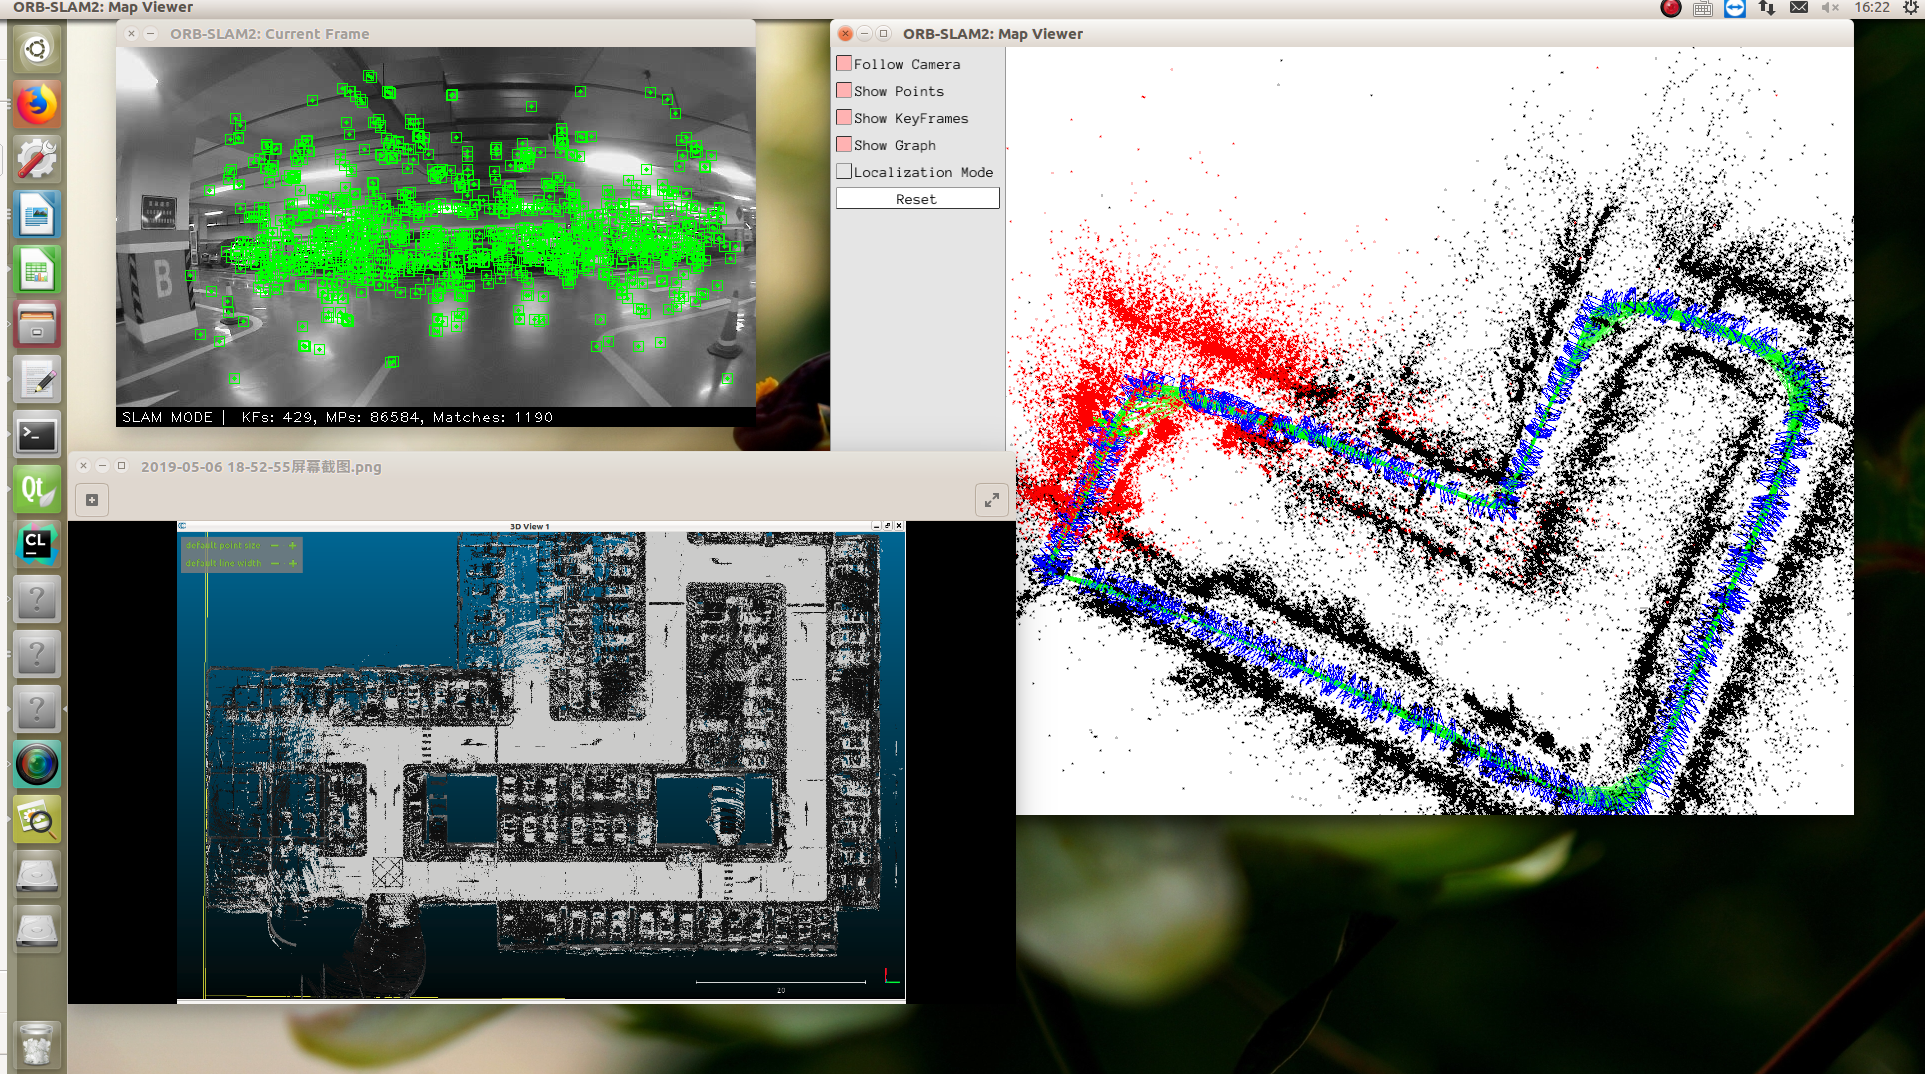 ORB-SLAM2: Map Viewer
16:22
ORB-SLAM2: Current Frame
B
SLAM MODE | KFs: 429, MPs: 86584, Matches: 1190
ORB-SLAM2: Map Viewer
Follow Camera
Show Points
Show KeyFrames
Show Graph
Localization Mode
Reset
2019-05-06 18-52-55屏幕截图.png
3D View 1
default point size - +
default line width - +
20
Qt
CL
?
?
?